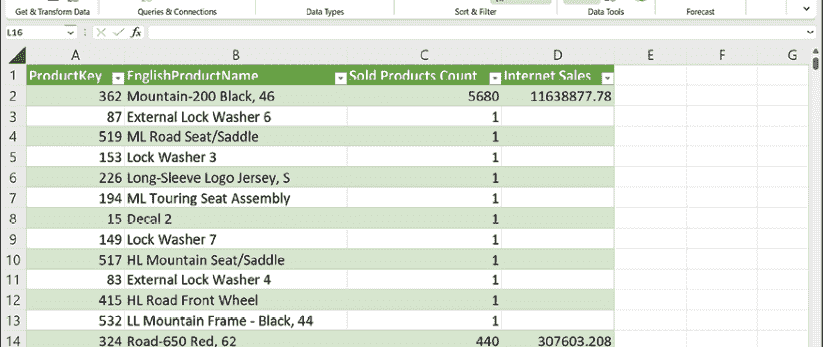 Get & Transform Data Queries & Connections Data Types Sort & Filter Data Tools Forecast
L16 fx
A B C D E F G
1 ProductKey EnglishProductName Sold Products Count Internet Sales
2 362 Mountain-200 Black, 46 5680 11638877.78
3 87 External Lock Washer 6 1
4 519 ML Road Seat/Saddle 1
5 153 Lock Washer 3 1
6 226 Long-Sleeve Logo Jersey, S 1
7 194 ML Touring Seat Assembly 1
8 15 Decal 2 1
9 149 Lock Washer 7 1
10 517 HL Mountain Seat/Saddle 1
11 83 External Lock Washer 4 1
12 415 HL Road Front Wheel 1
13 532 LL Mountain Frame - Black, 44 1
14 324 Road-650 Red, 62 440 307603.208